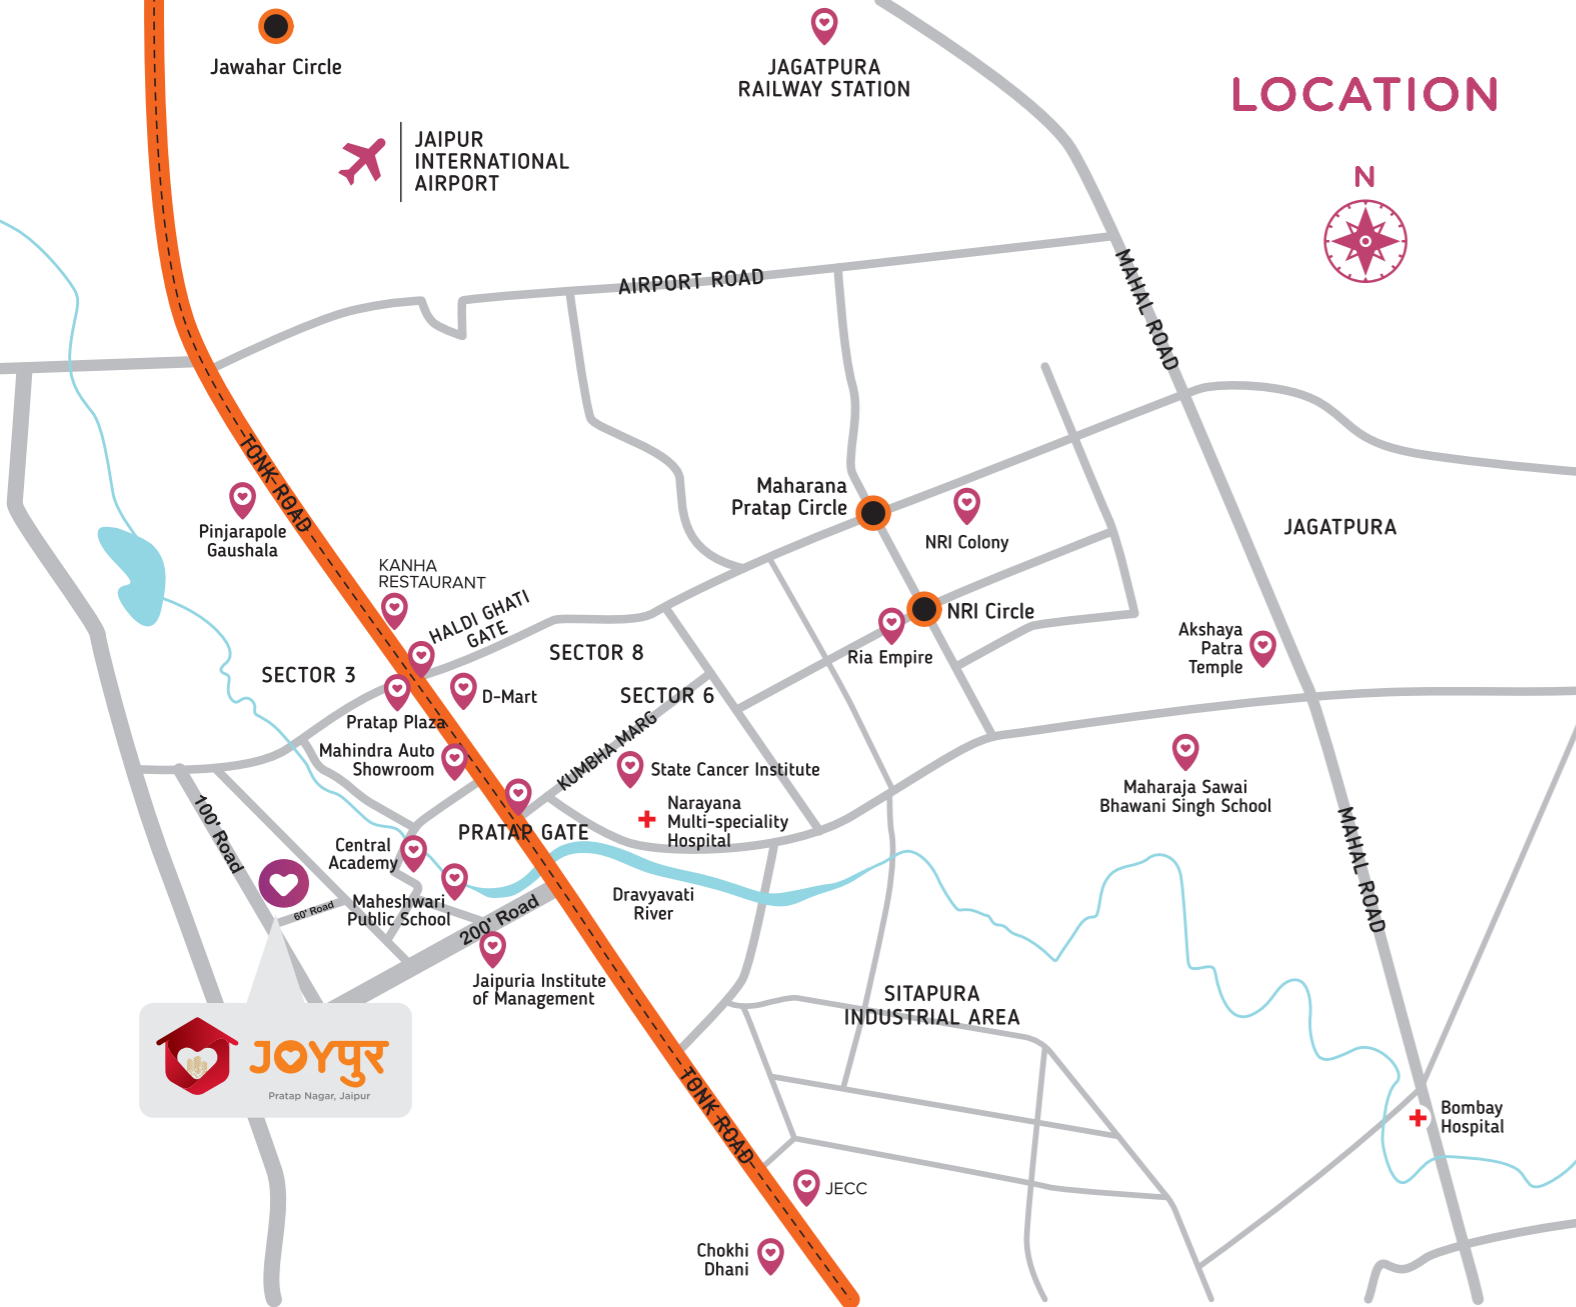 Jawahar Circle
JAGATPURA
RAILWAY STATION
LOCATION
JAIPUR
INTERNATIONAL
AIRPORT
N
AIRPORT ROAD
MAHAL ROAD
TONK ROAD
Pinjarapole
Gaushala
Maharana
Pratap Circle
NRI Colony
JAGATPURA
KANHA
RESTAURANT
HALDI GHATI
GATE
NRI Circle
Akshaya
Patra
Temple
Ria Empire
SECTOR 8
SECTOR 3
SECTOR 6
D-Mart
Pratap Plaza
KUMBHA MARG
Mahindra Auto
Showroom
State Cancer Institute
Maharaja Sawai
Bhawani Singh School
Narayana
Multi-speciality
Hospital
PRATAP GATE
100' Road
Central
Academy
MAHAL ROAD
Maheshwari
Public School
60' Road
200' Road
Dravyavati
River
Jaipuria Institute
of Management
SITAPURA
INDUSTRIAL AREA
JOYपुर
Pratap Nagar, Jaipur
TONK ROAD
Bombay
Hospital
JECC
Chokhi
Dhani